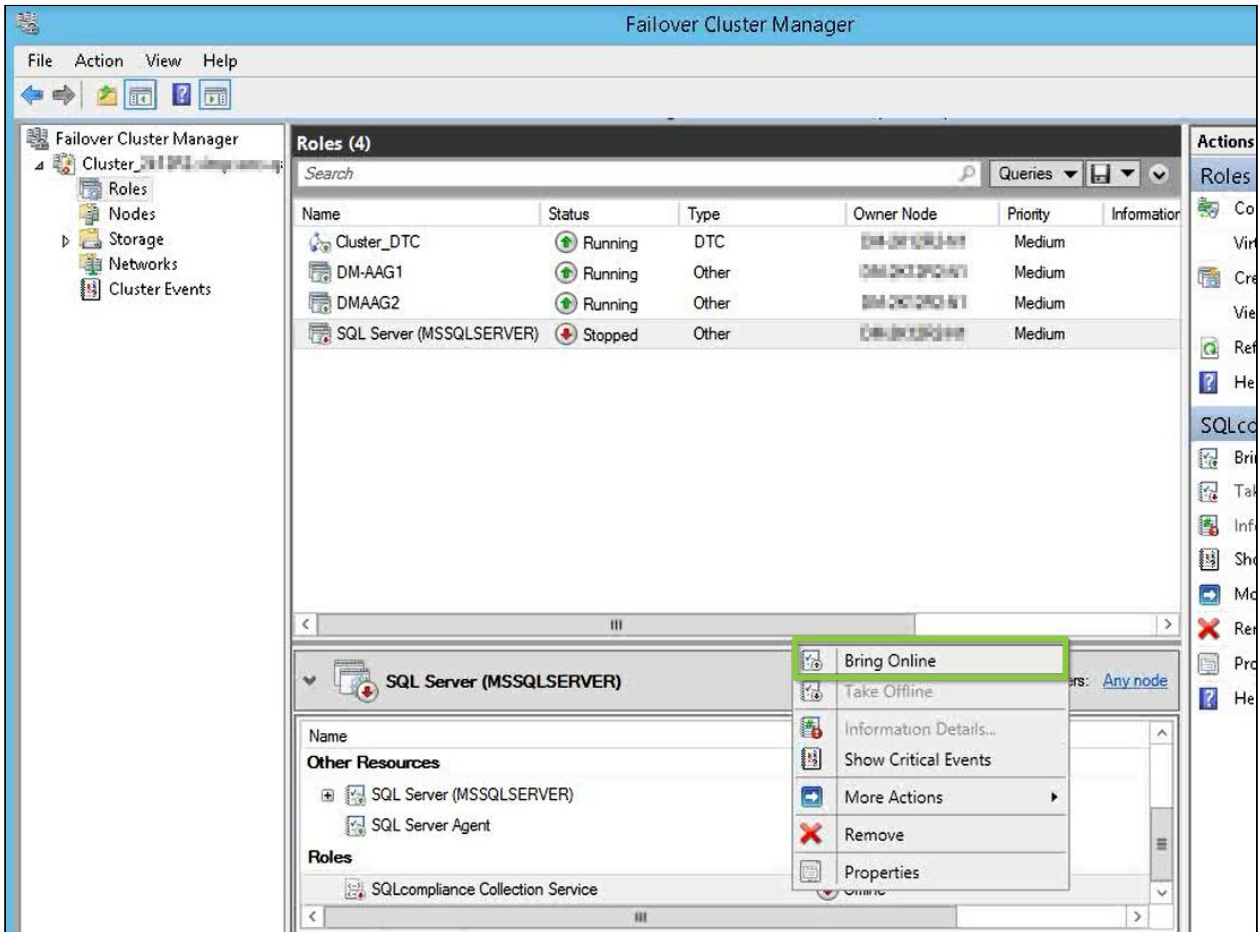 Failover Cluster Manager
File Action View Help
Failover Cluster Manager
Cluster_
Roles
Nodes
Storage
Networks
Cluster Events
Roles (4)
Search
Queries
Name Status Type Owner Node Priority Information
Cluster_DTC Running DTC Medium
DM-AAG1 Running Other Medium
DMAAG2 Running Other Medium
SQL Server (MSSQLSERVER) Stopped Other Medium
SQL Server (MSSQLSERVER)
Any node
Name
Other Resources
SQL Server (MSSQLSERVER)
SQL Server Agent
Roles
SQLcompliance Collection Service
Bring Online
Take Offline
Information Details...
Show Critical Events
More Actions
Remove
Properties
Actions
Roles
Co
Virt
Cre
Vie
Ref
He
SQLco
Bri
Tak
Inf
Sho
Mo
Rer
Pro
He